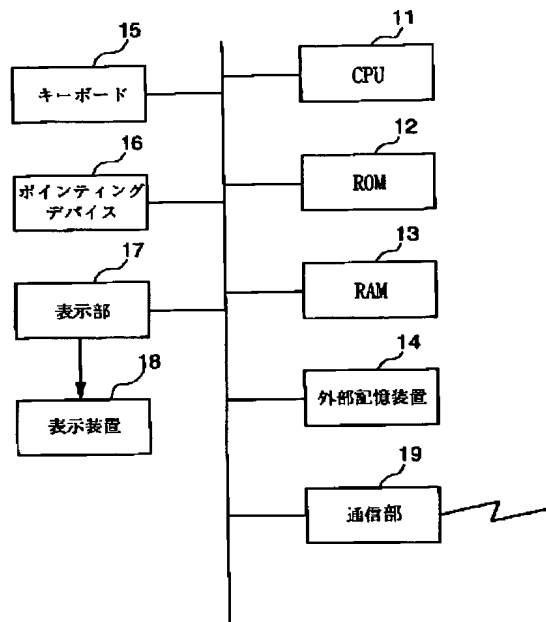 15
キーボード
16
ポインティング
デバイス
17
表示部
18
表示装置
11
CPU
12
ROM
13
RAM
14
外部記憶装置
19
通信部